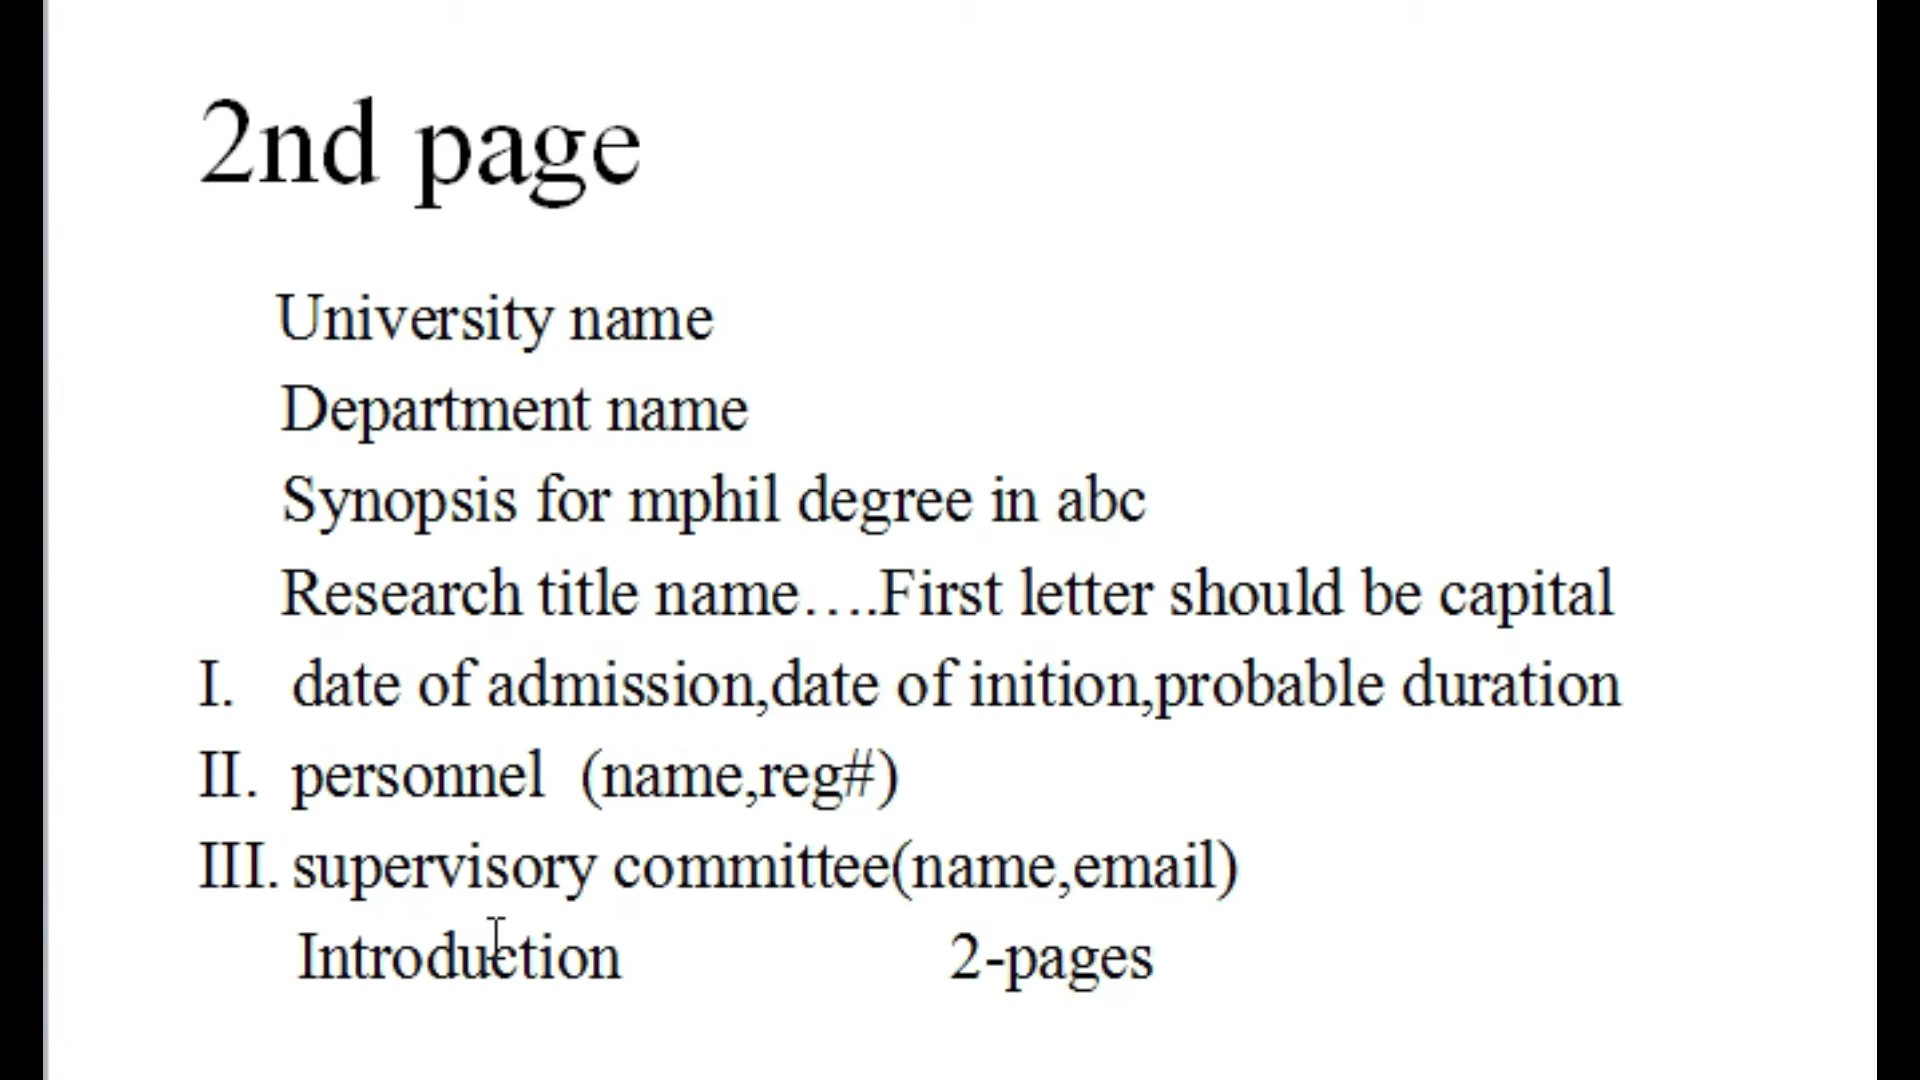 2nd page
University name
Department name
Synopsis for mphil degree in abc
Research title name….First letter should be capital
I. date of admission,date of inition,probable duration
II. personnel (name,reg#)
III. supervisory committee(name,email)
Introduction 2-pages